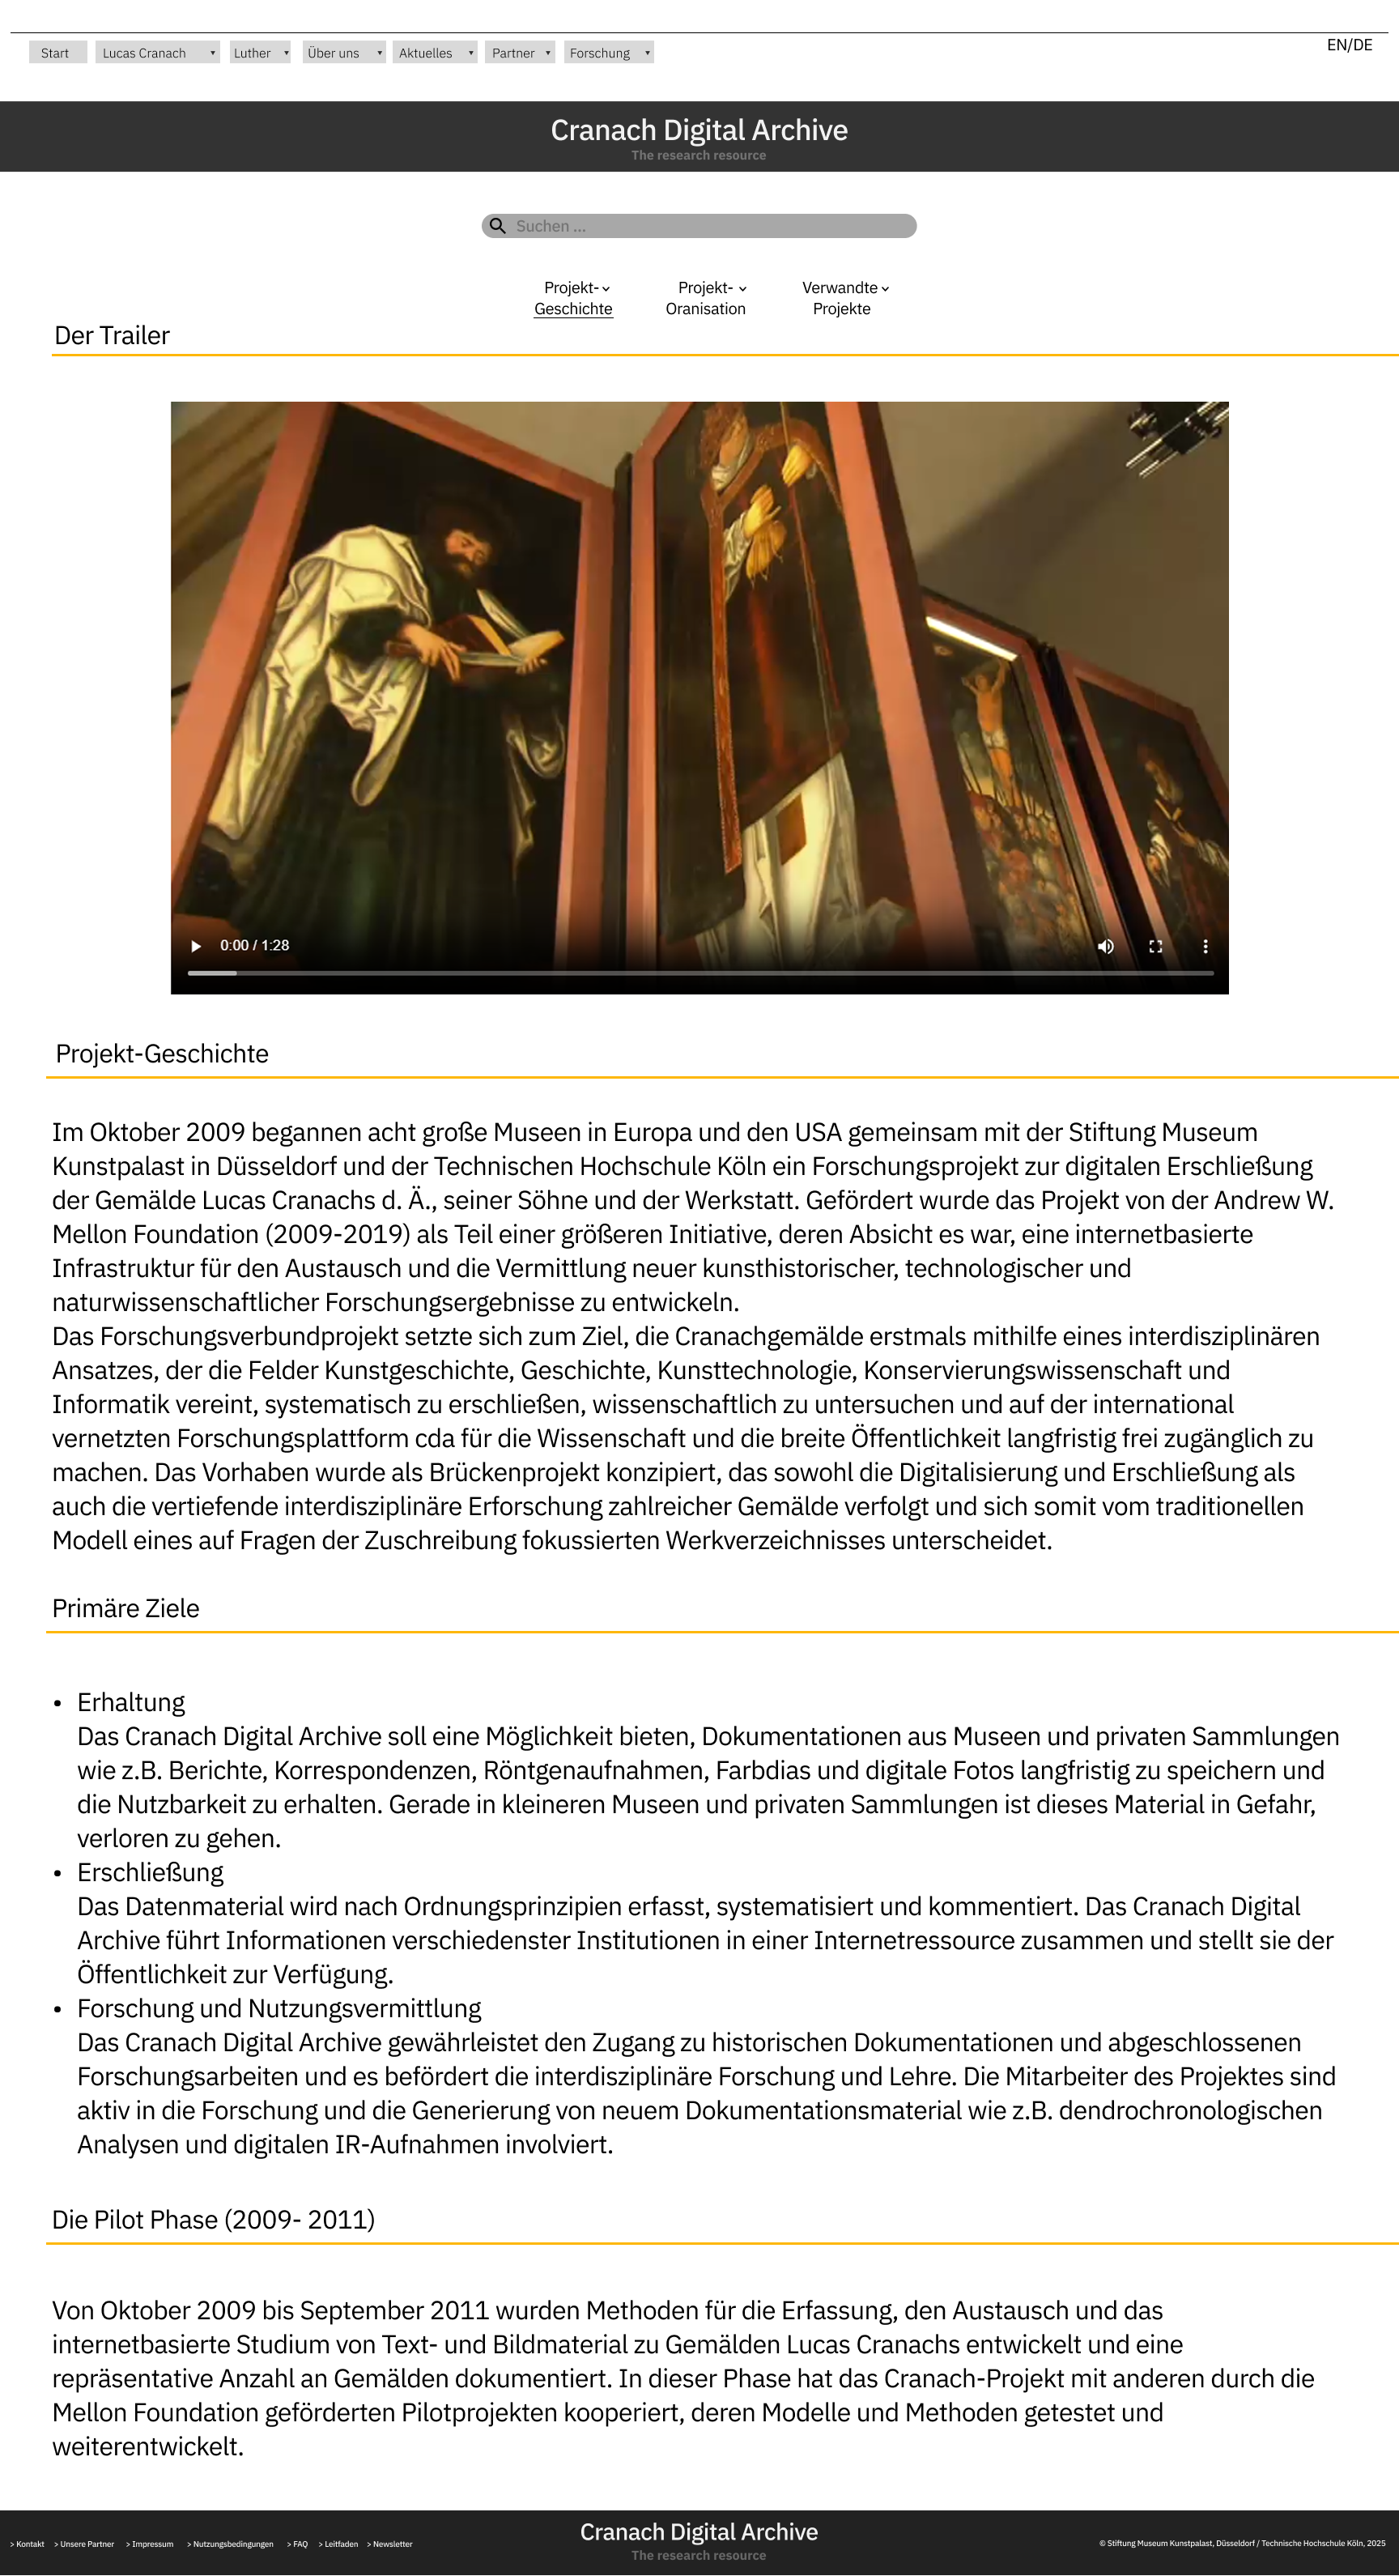 Start Lucas Cranach Luther Über uns Aktuelles Partner Forschung EN/DE
Cranach Digital Archive
The research resource
Suchen ...
Projekt- Projekt- Verwandte
Geschichte Oranisation Projekte
Der Trailer
0:00 / 1:28
Projekt-Geschichte
Im Oktober 2009 begannen acht große Museen in Europa und den USA gemeinsam mit der Stiftung Museum
Kunstpalast in Düsseldorf und der Technischen Hochschule Köln ein Forschungsprojekt zur digitalen Erschließung
der Gemälde Lucas Cranachs d. Ä., seiner Söhne und der Werkstatt. Gefördert wurde das Projekt von der Andrew W.
Mellon Foundation (2009-2019) als Teil einer größeren Initiative, deren Absicht es war, eine internetbasierte
Infrastruktur für den Austausch und die Vermittlung neuer kunsthistorischer, technologischer und
naturwissenschaftlicher Forschungsergebnisse zu entwickeln.
Das Forschungsverbundprojekt setzte sich zum Ziel, die Cranachgemälde erstmals mithilfe eines interdisziplinären
Ansatzes, der die Felder Kunstgeschichte, Geschichte, Kunsttechnologie, Konservierungswissenschaft und
Informatik vereint, systematisch zu erschließen, wissenschaftlich zu untersuchen und auf der international
vernetzten Forschungsplattform cda für die Wissenschaft und die breite Öffentlichkeit langfristig frei zugänglich zu
machen. Das Vorhaben wurde als Brückenprojekt konzipiert, das sowohl die Digitalisierung und Erschließung als
auch die vertiefende interdisziplinäre Erforschung zahlreicher Gemälde verfolgt und sich somit vom traditionellen
Modell eines auf Fragen der Zuschreibung fokussierten Werkverzeichnisses unterscheidet.
Primäre Ziele
• Erhaltung
Das Cranach Digital Archive soll eine Möglichkeit bieten, Dokumentationen aus Museen und privaten Sammlungen
wie z.B. Berichte, Korrespondenzen, Röntgenaufnahmen, Farbdias und digitale Fotos langfristig zu speichern und
die Nutzbarkeit zu erhalten. Gerade in kleineren Museen und privaten Sammlungen ist dieses Material in Gefahr,
verloren zu gehen.
• Erschließung
Das Datenmaterial wird nach Ordnungsprinzipien erfasst, systematisiert und kommentiert. Das Cranach Digital
Archive führt Informationen verschiedenster Institutionen in einer Internetressource zusammen und stellt sie der
Öffentlichkeit zur Verfügung.
• Forschung und Nutzungsvermittlung
Das Cranach Digital Archive gewährleistet den Zugang zu historischen Dokumentationen und abgeschlossenen
Forschungsarbeiten und es befördert die interdisziplinäre Forschung und Lehre. Die Mitarbeiter des Projektes sind
aktiv in die Forschung und die Generierung von neuem Dokumentationsmaterial wie z.B. dendrochronologischen
Analysen und digitalen IR-Aufnahmen involviert.
Die Pilot Phase (2009- 2011)
Von Oktober 2009 bis September 2011 wurden Methoden für die Erfassung, den Austausch und das
internetbasierte Studium von Text- und Bildmaterial zu Gemälden Lucas Cranachs entwickelt und eine
repräsentative Anzahl an Gemälden dokumentiert. In dieser Phase hat das Cranach-Projekt mit anderen durch die
Mellon Foundation geförderten Pilotprojekten kooperiert, deren Modelle und Methoden getestet und
weiterentwickelt.
Cranach Digital Archive
The research resource
> Kontakt > Unsere Partner > Impressum > Nutzungsbedingungen > FAQ > Leitfaden > Newsletter
© Stiftung Museum Kunstpalast, Düsseldorf / Technische Hochschule Köln, 2025